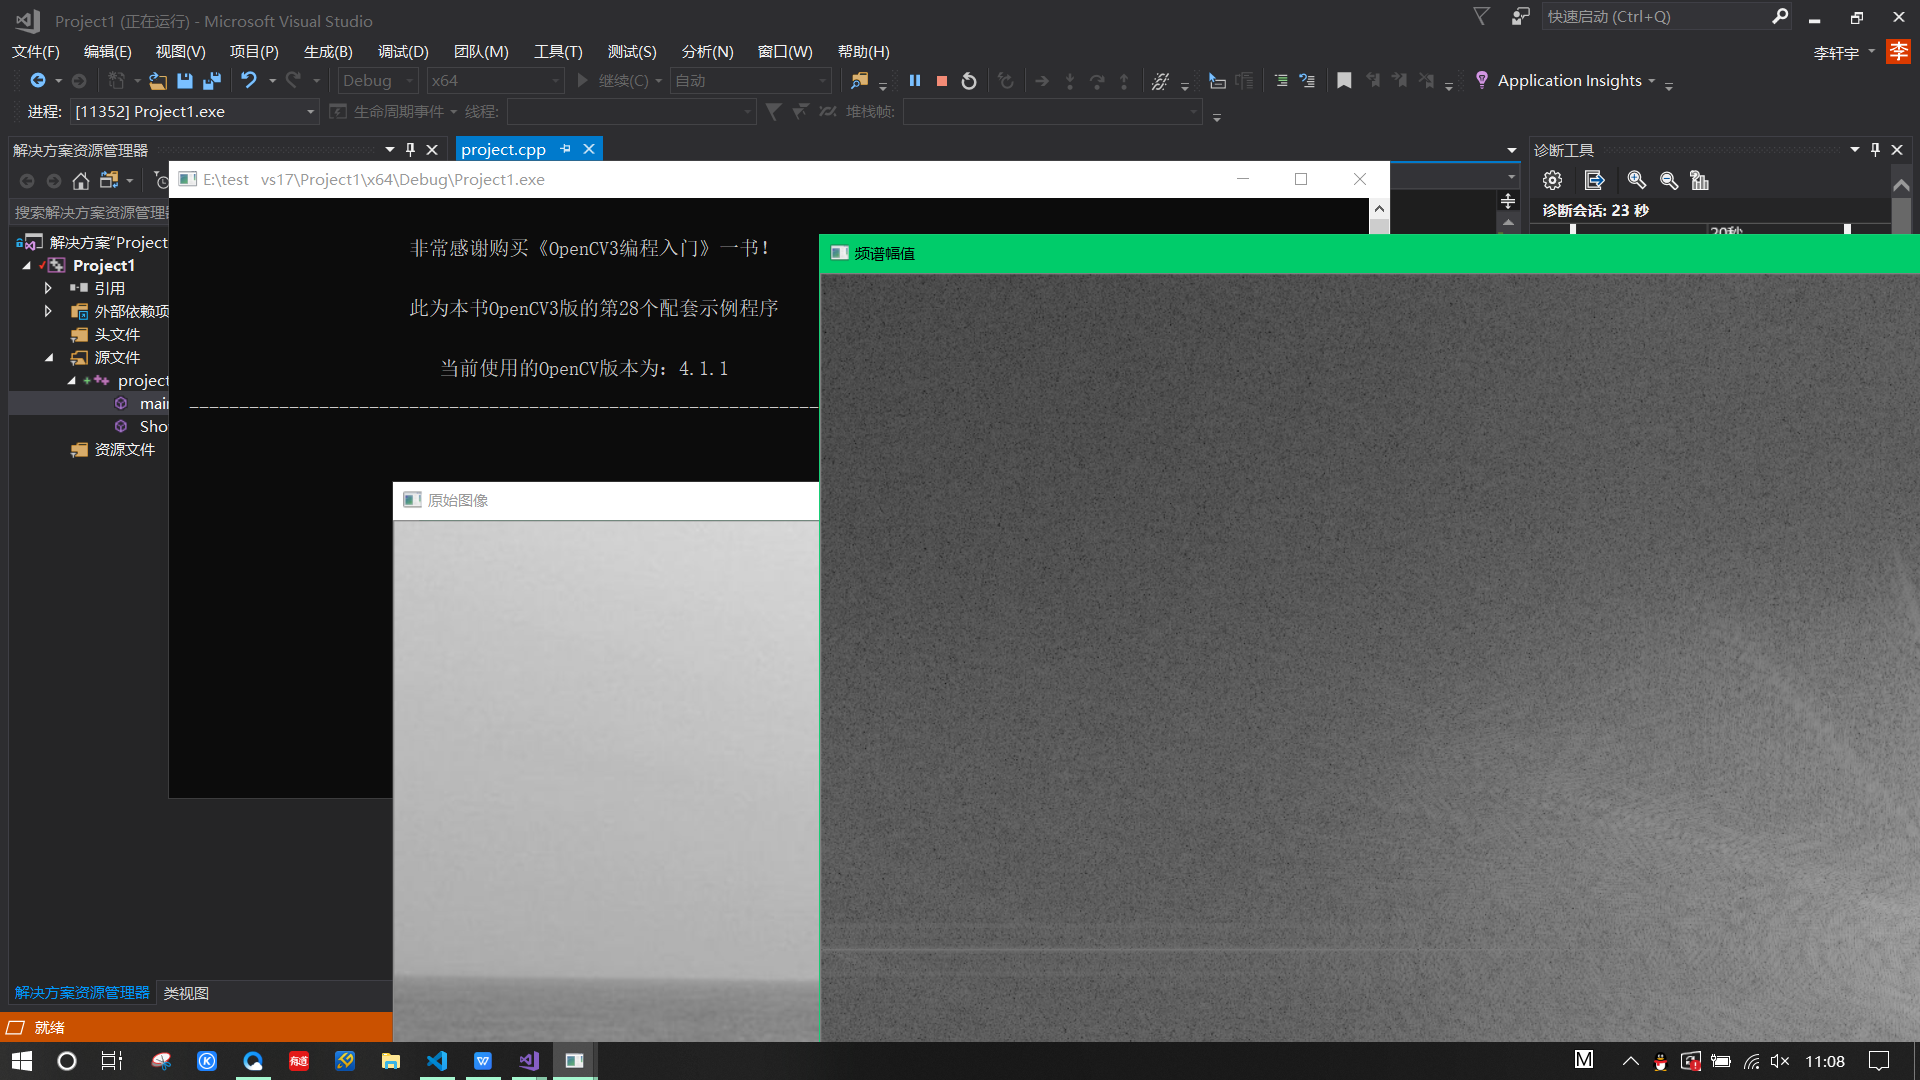 Project1 (正在运行) - Microsoft Visual Studio
快速启动 (Ctrl+Q)
文件(F) 编辑(E) 视图(V) 项目(P) 生成(B) 调试(D) 团队(M) 工具(T) 测试(S) 分析(N) 窗口(W) 帮助(H)
李轩宇 李
Debug x64 继续(C) 自动 Application Insights
进程: [11352] Project1.exe 生命周期事件 线程: 堆栈帧:
解决方案资源管理器
project.cpp
诊断工具
E:\test vs17\Project1\x64\Debug\Project1.exe
搜索解决方案资源管理器
诊断会话: 23 秒
20秒
解决方案"Project
Project1
引用
外部依赖项
头文件
源文件
project
main
Sho
资源文件
非常感谢购买《OpenCV3编程入门》一书!
此为本书OpenCV3版的第28个配套示例程序
当前使用的OpenCV版本为: 4.1.1
----------------------------------------------------------------
频谱幅值
原始图像
解决方案资源管理器 类视图
就绪
有道
W
M
11:08